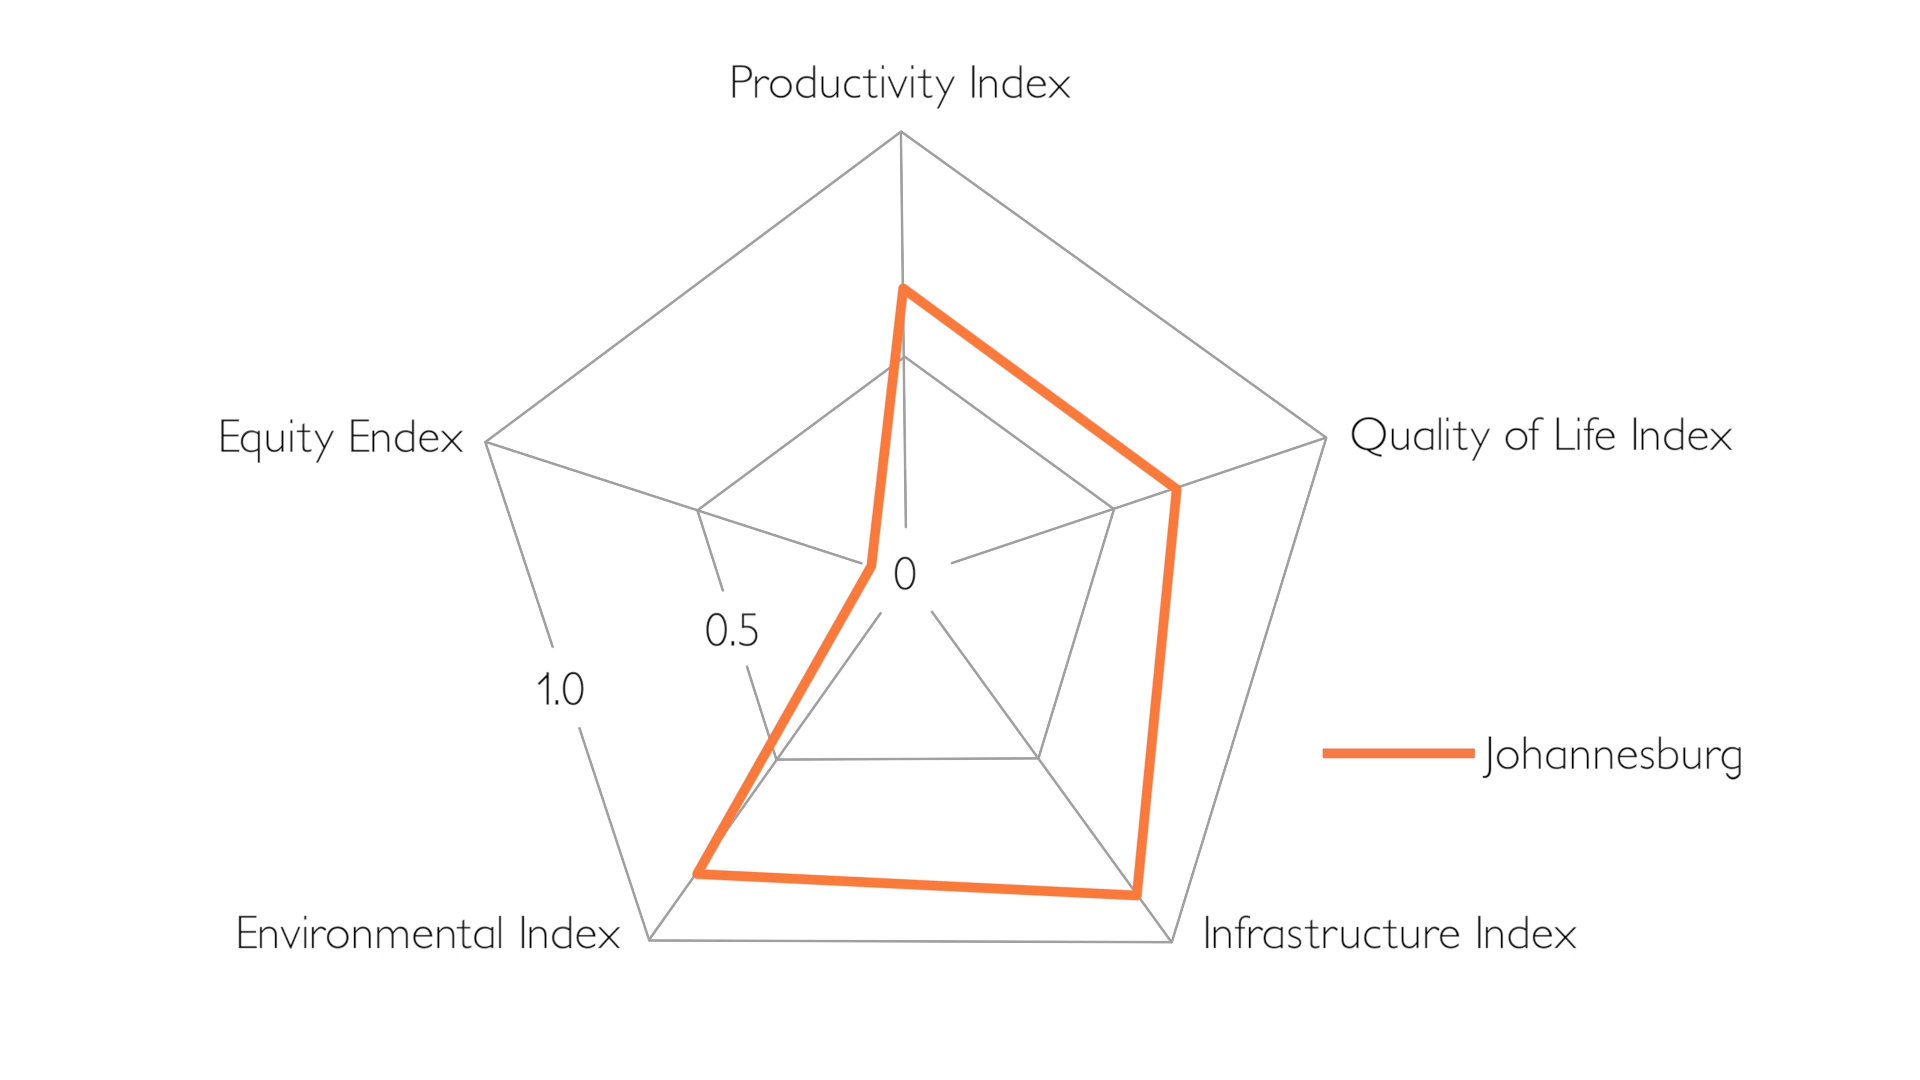 Productivity Index
Equity Endex
Quality of Life Index
0
0.5
1.0
Johannesburg
Environmental Index
Infrastructure Index